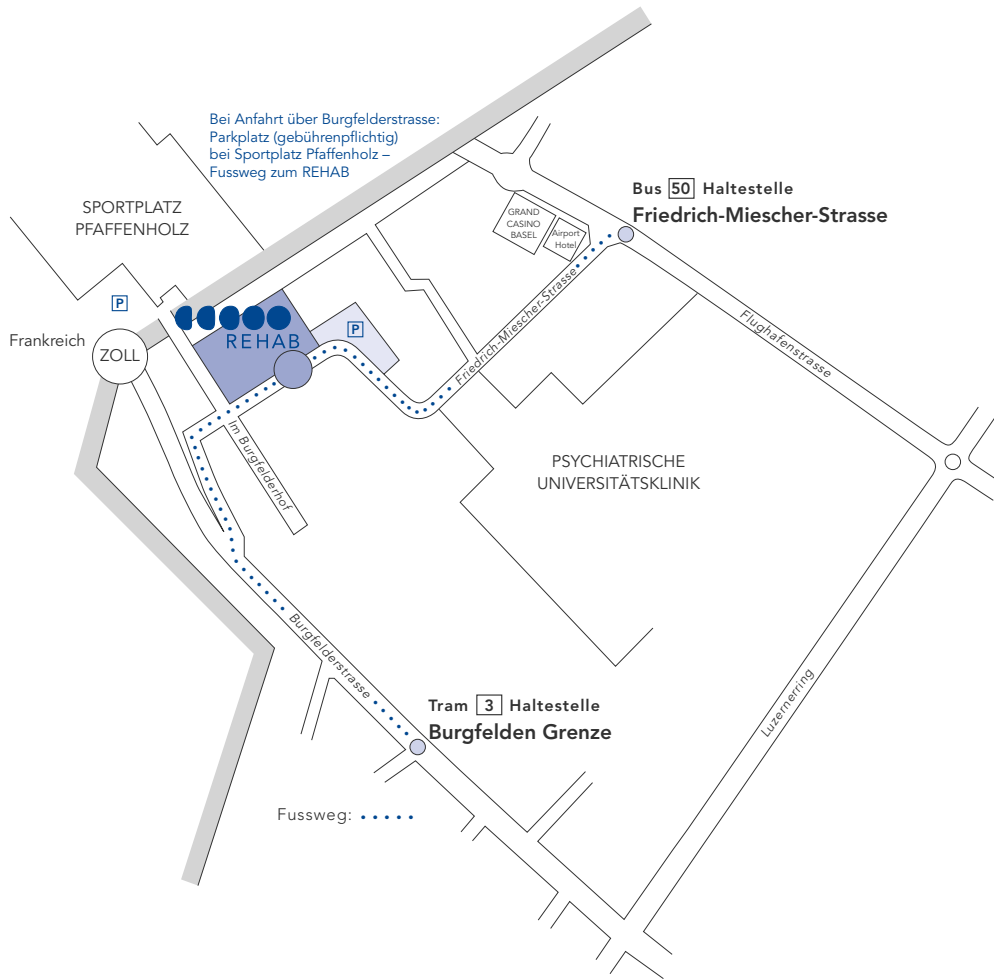 Bei Anfahrt über Burgfelderstrasse:
Parkplatz (gebührenpflichtig)
bei Sportplatz Pfaffenholz –
Fussweg zum REHAB
SPORTPLATZ
PFAFFENHOLZ
Bus 50 Haltestelle
Friedrich-Miescher-Strasse
GRAND
CASINO
BASEL
Airport
Hotel
P
Frankreich
ZOLL
REHAB
P
Friedrich-Miescher-Strasse
Flughafenstrasse
Im Burgfelderhof
PSYCHIATRISCHE
UNIVERSITÄTSKLINIK
Burgfelderstrasse
Luzernerring
Tram 3 Haltestelle
Burgfelden Grenze
Fussweg: